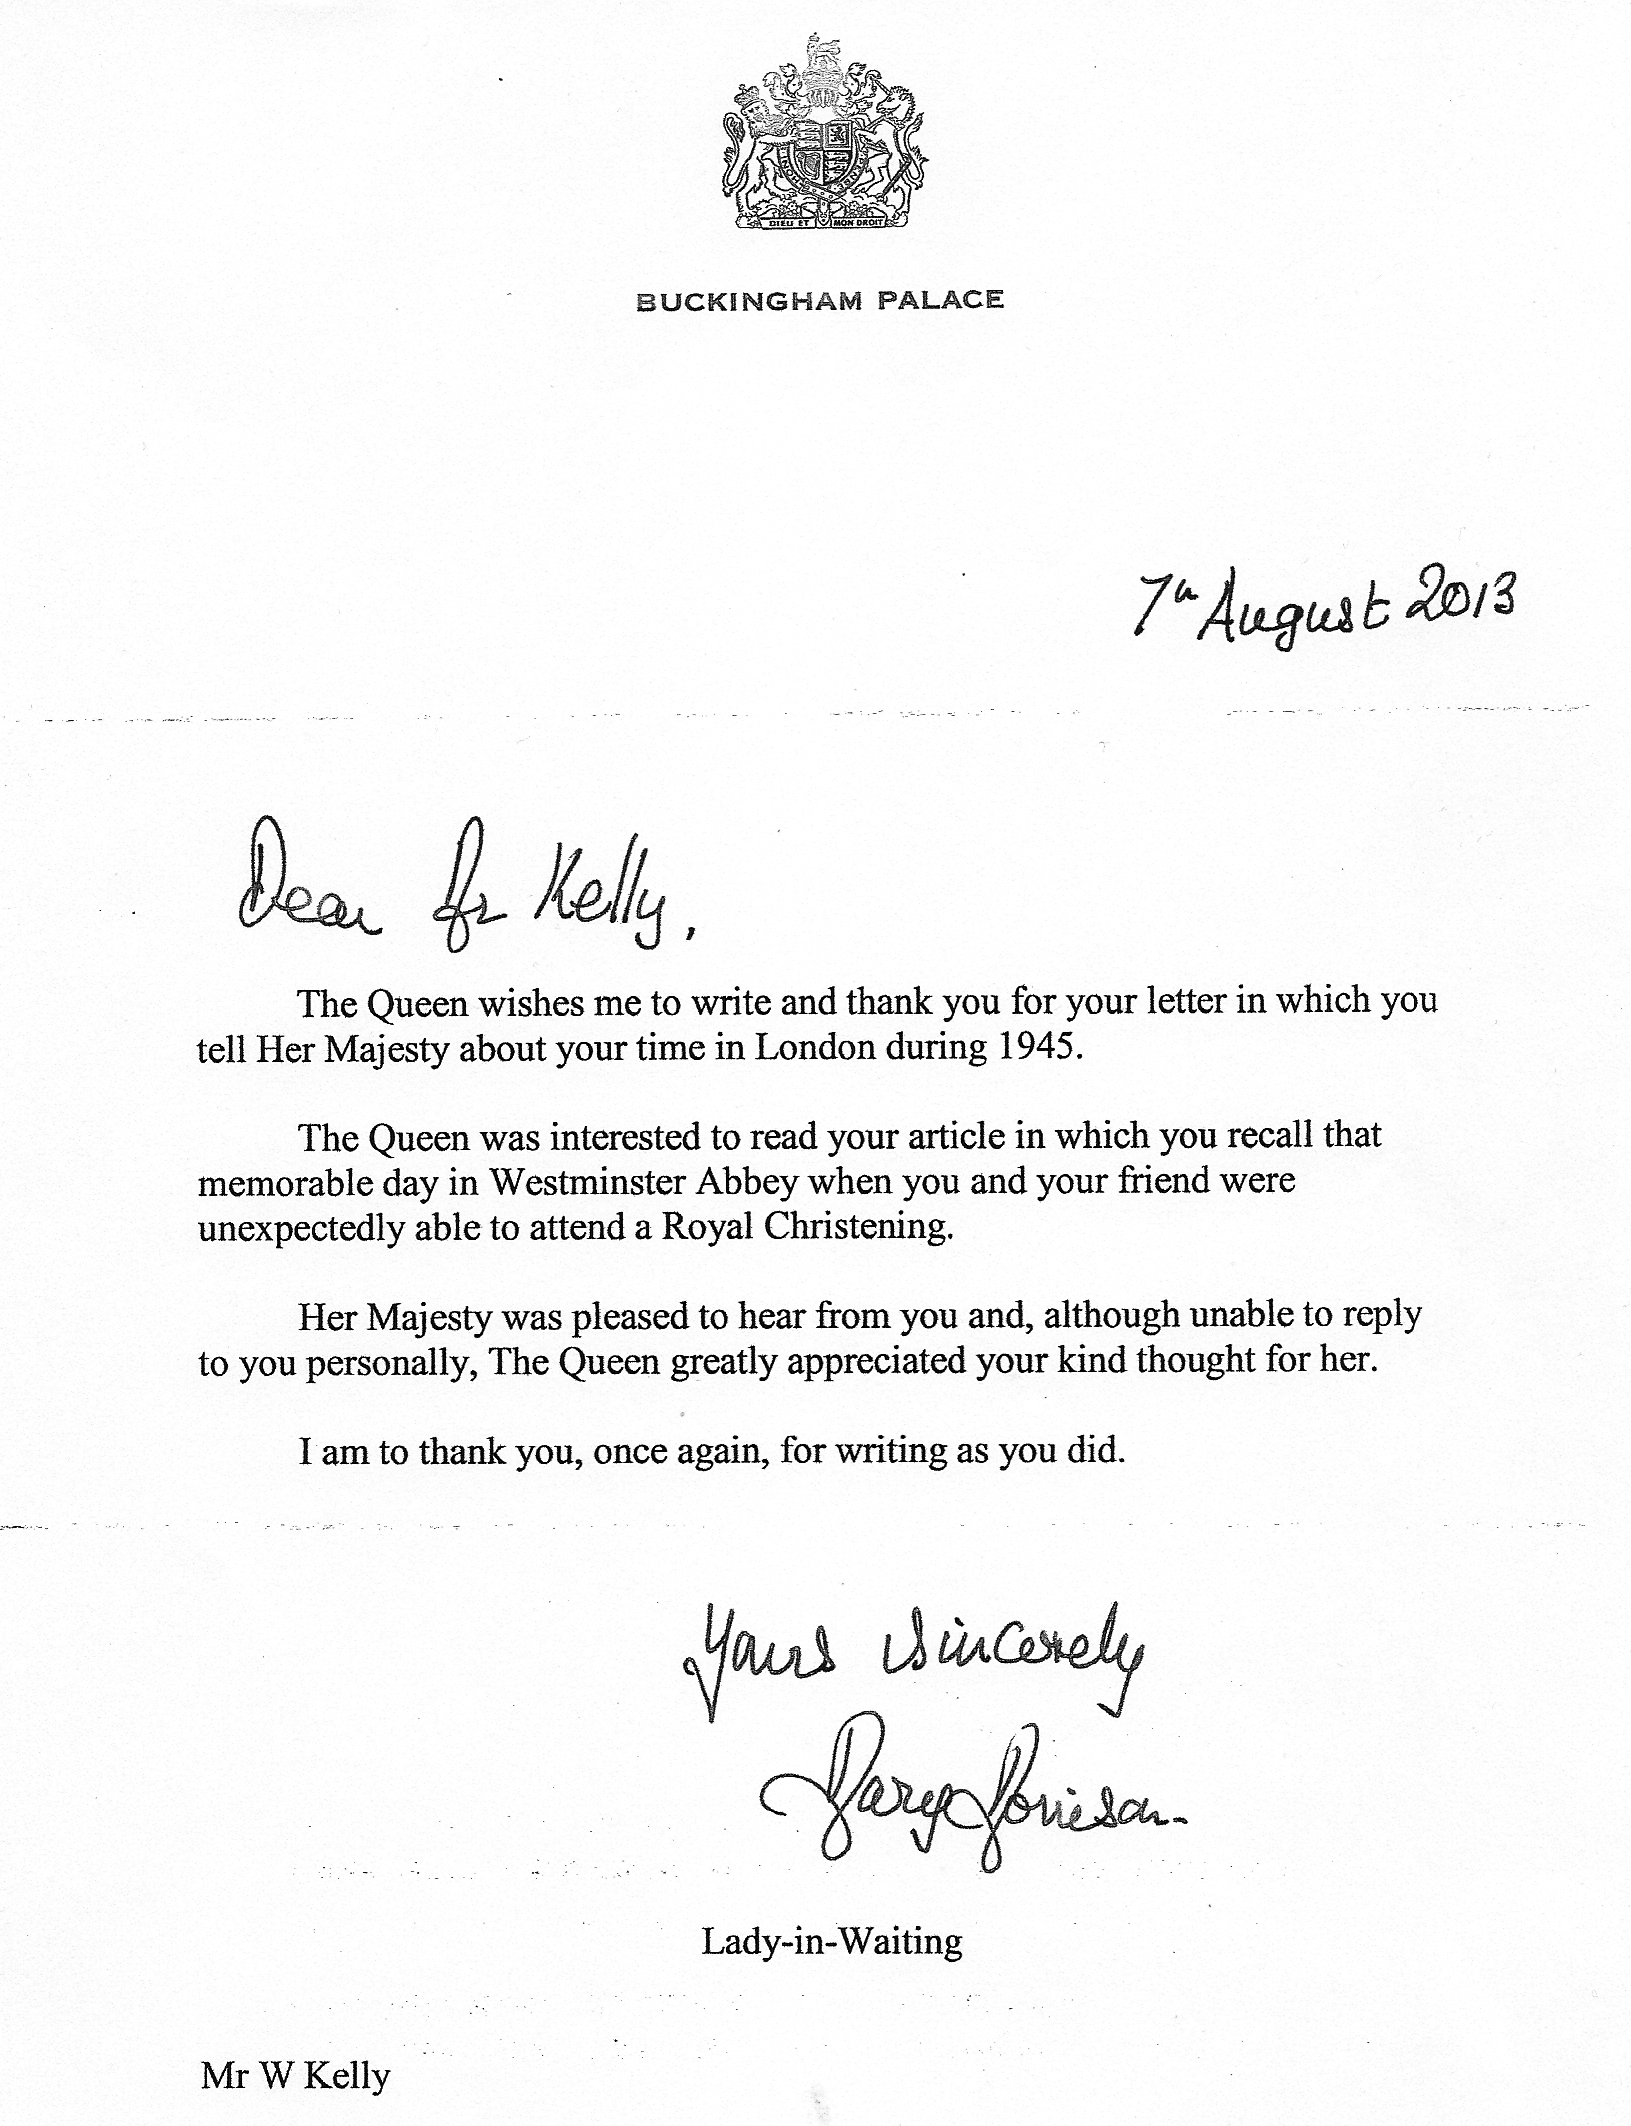 DIEU ET MON DROIT
BUCKINGHAM PALACE
7th August 2013
Dear Mr Kelly,
The Queen wishes me to write and thank you for your letter in which you
tell Her Majesty about your time in London during 1945.
The Queen was interested to read your article in which you recall that
memorable day in Westminster Abbey when you and your friend were
unexpectedly able to attend a Royal Christening.
Her Majesty was pleased to hear from you and, although unable to reply
to you personally, The Queen greatly appreciated your kind thought for her.
I am to thank you, once again, for writing as you did.
Yours sincerely
Mary Morrison
Lady-in-Waiting
Mr W Kelly